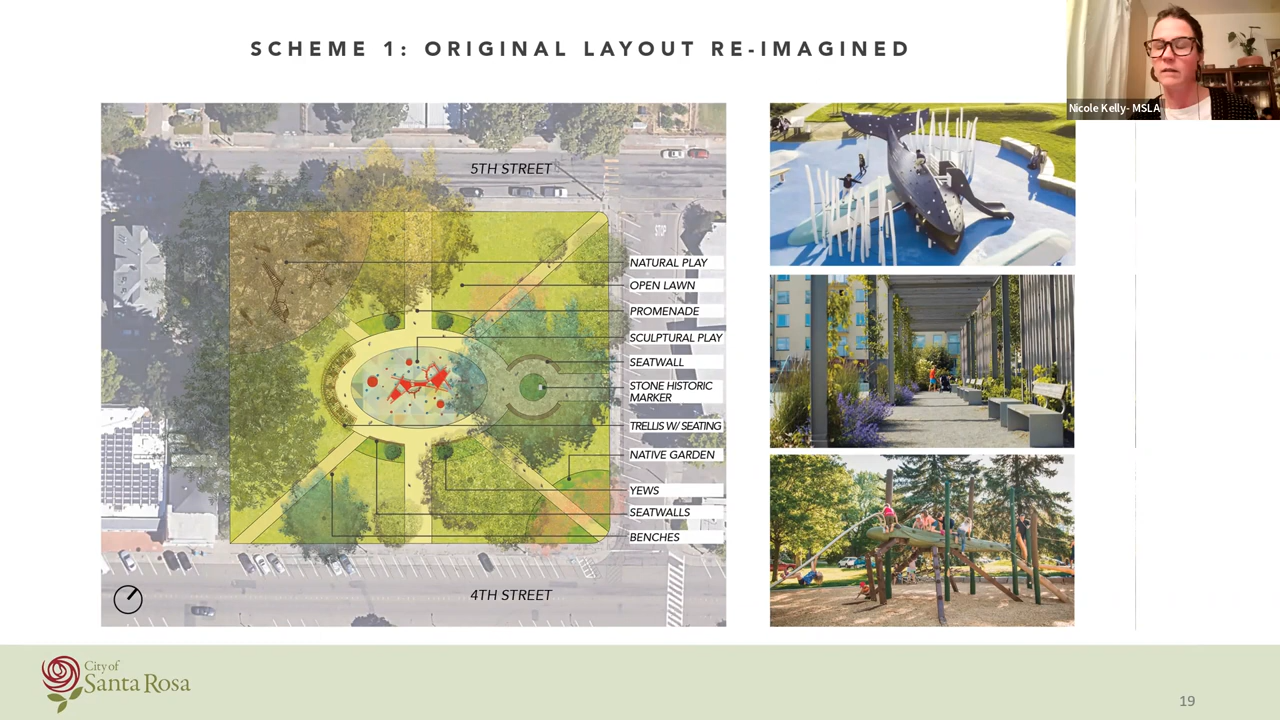 SCHEME 1: ORIGINAL LAYOUT RE-IMAGINED
Nicole Kelly- MSLA
5TH STREET
STOP
NATURAL PLAY
OPEN LAWN
PROMENADE
SCULPTURAL PLAY
SEATWALL
STONE HISTORIC
MARKER
TRELLIS W/ SEATING
NATIVE GARDEN
YEWS
SEATWALLS
BENCHES
4TH STREET
City of
Santa Rosa
19